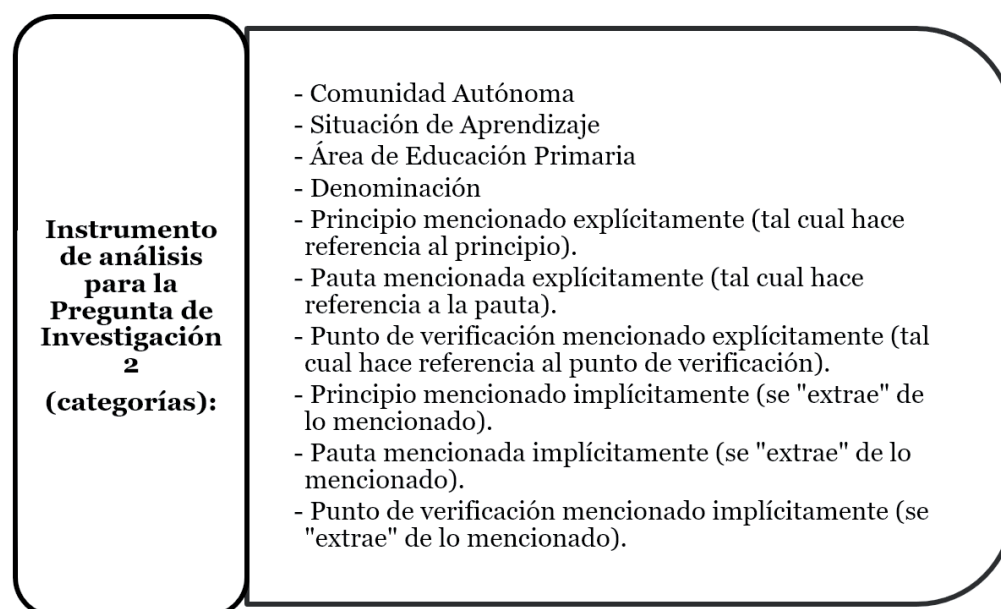 Instrumento
de análisis
para la
Pregunta de
Investigación
2
(categorías):
- Comunidad Autónoma
- Situación de Aprendizaje
- Área de Educación Primaria
- Denominación
- Principio mencionado explícitamente (tal cual hace
referencia al principio).
- Pauta mencionada explícitamente (tal cual hace
referencia a la pauta).
- Punto de verificación mencionado explícitamente (tal
cual hace referencia al punto de verificación).
- Principio mencionado implícitamente (se "extrae" de
lo mencionado).
- Pauta mencionada implícitamente (se "extrae" de lo
mencionado).
- Punto de verificación mencionado implícitamente (se
"extrae" de lo mencionado).